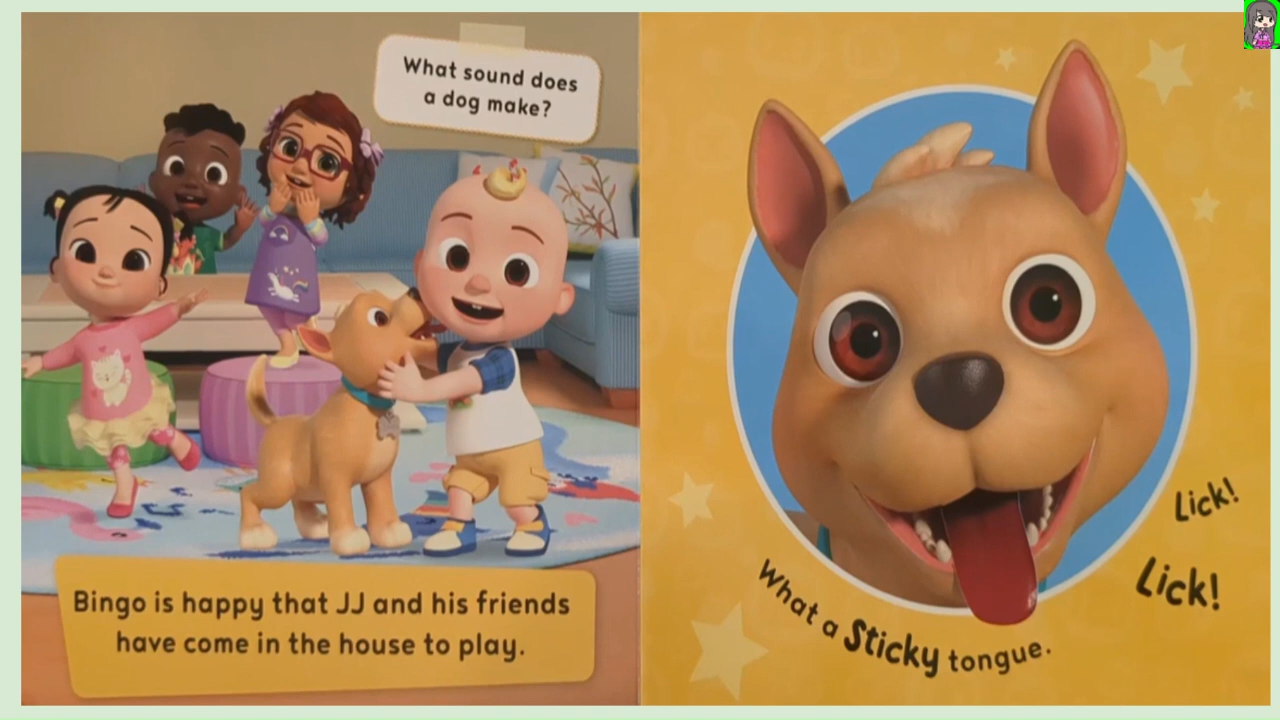 What sound does
a dog make?
Bingo is happy that JJ and his friends
have come in the house to play.
Lick!
Lick!
What a Sticky tongue.